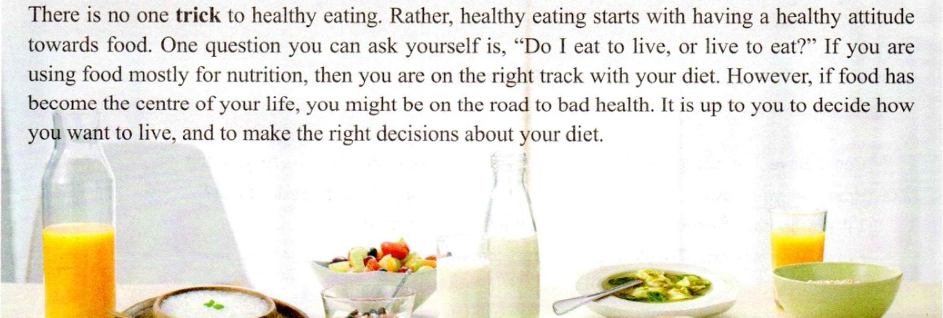 There is no one trick to healthy eating. Rather, healthy eating starts with having a healthy attitude
towards food. One question you can ask yourself is, “Do I eat to live, or live to eat?” If you are
using food mostly for nutrition, then you are on the right track with your diet. However, if food has
become the centre of your life, you might be on the road to bad health. It is up to you to decide how
you want to live, and to make the right decisions about your diet.